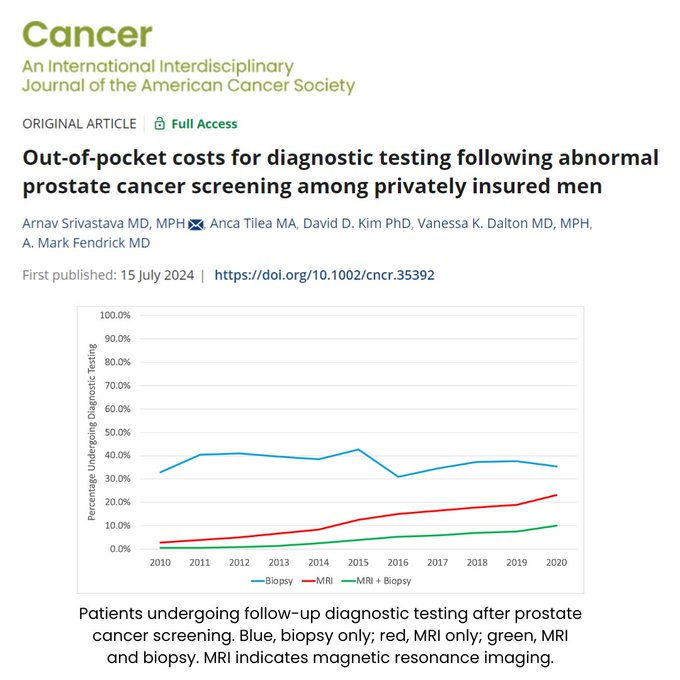 Cancer
An International Interdisciplinary
Journal of the American Cancer Society
ORIGINAL ARTICLE | Full Access
Out-of-pocket costs for diagnostic testing following abnormal
prostate cancer screening among privately insured men
Arnav Srivastava MD, MPH, Anca Tilea MA, David D. Kim PhD, Vanessa K. Dalton MD, MPH,
A. Mark Fendrick MD
First published: 15 July 2024 | https://doi.org/10.1002/cncr.35392
Percentage Undergoing Diagnostic Testing
100.0%
90.0%
80.0%
70.0%
60.0%
50.0%
40.0%
30.0%
20.0%
10.0%
0.0%
2010 2011 2012 2013 2014 2015 2016 2017 2018 2019 2020
Biopsy MRI MRI + Biopsy
Patients undergoing follow-up diagnostic testing after prostate
cancer screening. Blue, biopsy only; red, MRI only; green, MRI
and biopsy. MRI indicates magnetic resonance imaging.